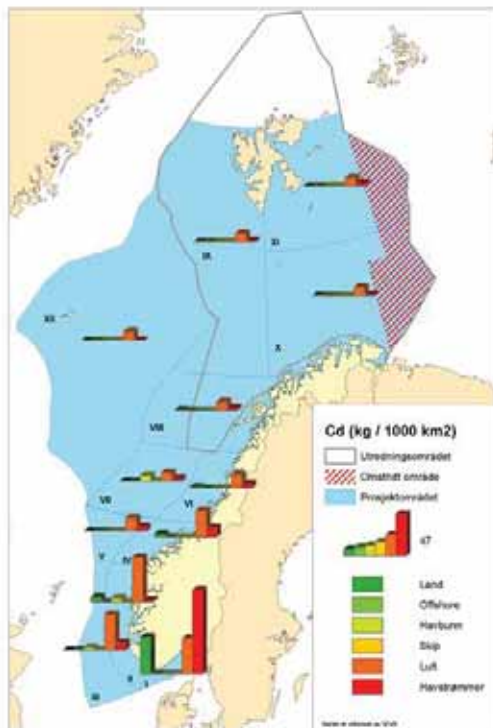 XI
IX
XII
X
VIII
VII
VI
V
IV
III
II
I
Cd (kg / 1000 km2)
Utredningsområdet
Omstridt område
Prosjektområdet
47
Land
Offshore
Havbunn
Skip
Luft
Havstrømmer